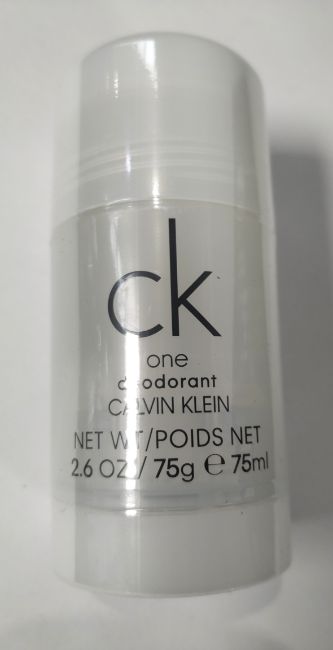 ck
one
deodorant
CALVIN KLEIN
NET WT/POIDS NET
2.6 OZ/ 75g ℮ 75ml